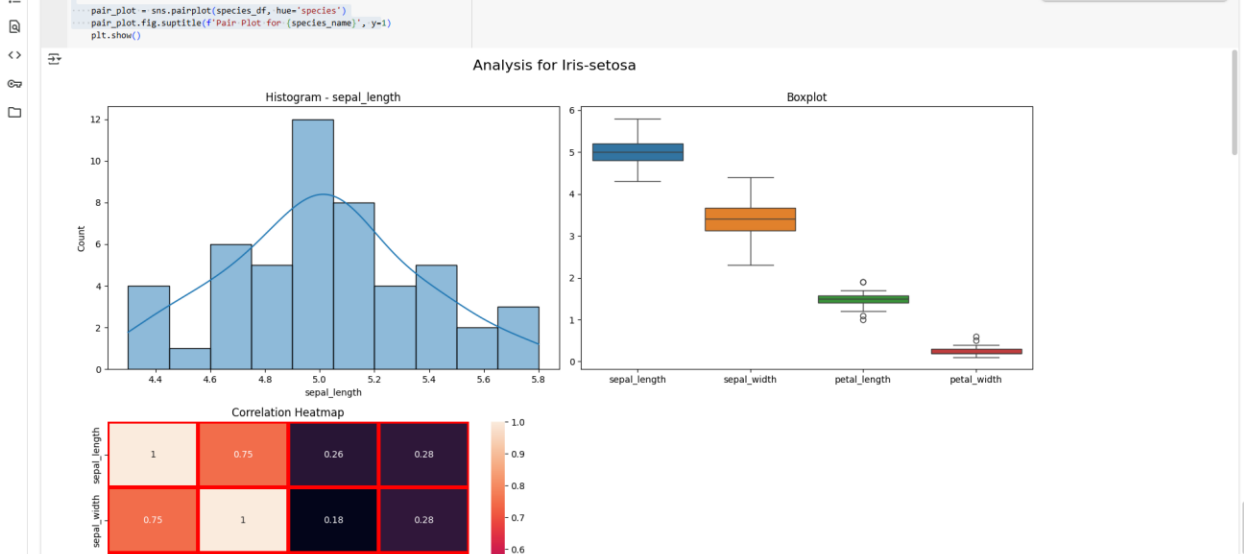 pair_plot = sns.pairplot(species_df, hue='species')
pair_plot.fig.suptitle(f'Pair Plot for {species_name}', y=1)
plt.show()
Analysis for Iris-setosa
Histogram - sepal_length
12
10
8
6
4
2
0
Count
4.4 4.6 4.8 5.0 5.2 5.4 5.6 5.8
sepal_length
Boxplot
6
5
4
3
2
1
0
sepal_length sepal_width petal_length petal_width
Correlation Heatmap
sepal_length
1 0.75 0.26 0.28
sepal_width
0.75 1 0.18 0.28
1.0
0.9
0.8
0.7
0.6